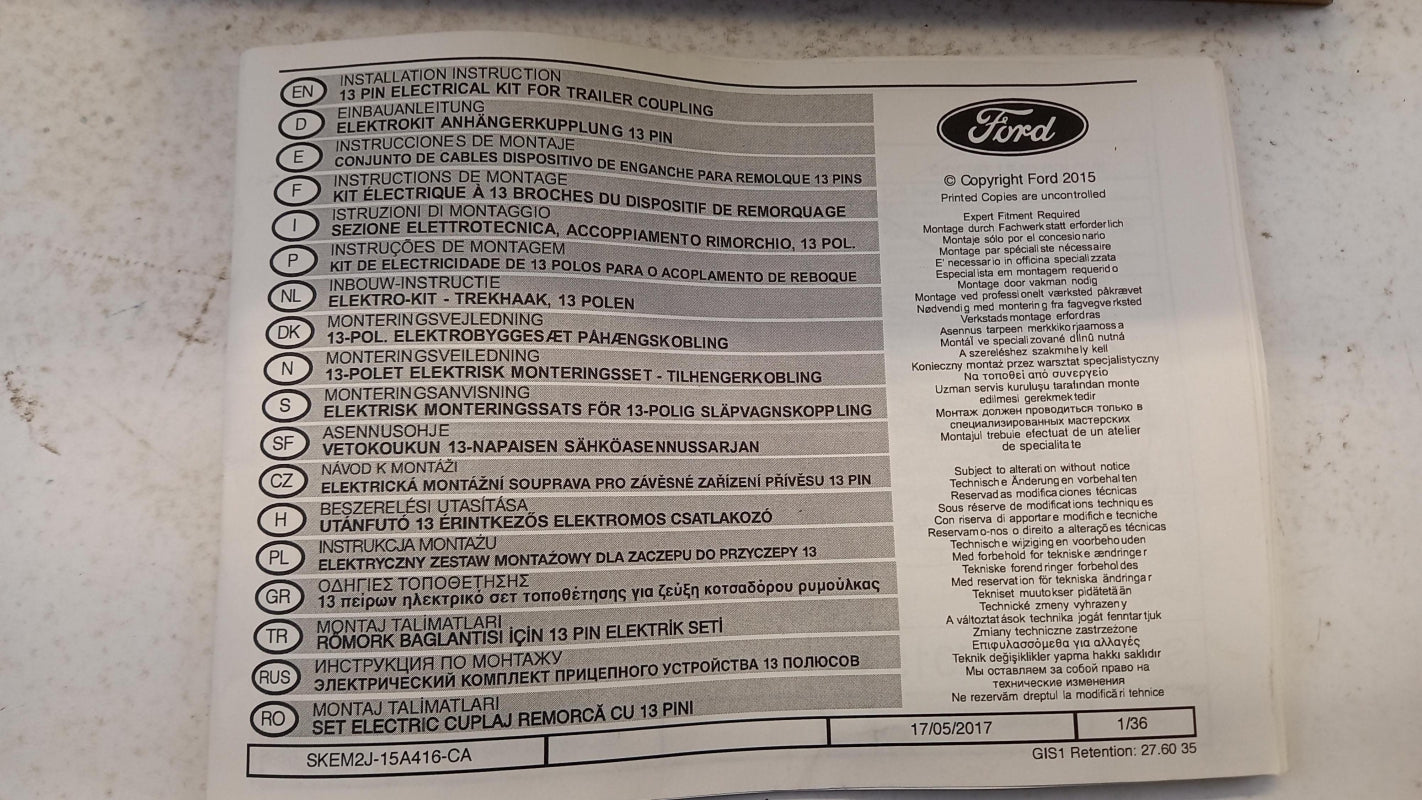 EN
INSTALLATION INSTRUCTION
13 PIN ELECTRICAL KIT FOR TRAILER COUPLING
D
EINBAUANLEITUNG
ELEKTROKIT ANHÄNGERKUPPLUNG 13 PIN
E
INSTRUCCIONES DE MONTAJE
CONJUNTO DE CABLES DISPOSITIVO DE ENGANCHE PARA REMOLQUE 13 PINS
F
INSTRUCTIONS DE MONTAGE
KIT ÉLECTRIQUE À 13 BROCHES DU DISPOSITIF DE REMORQUAGE
I
ISTRUZIONI DI MONTAGGIO
SEZIONE ELETTROTECNICA, ACCOPPIAMENTO RIMORCHIO, 13 POL.
P
INSTRUÇÕES DE MONTAGEM
KIT DE ELECTRICIDADE DE 13 POLOS PARA O ACOPLAMENTO DE REBOQUE
NL
INBOUW-INSTRUCTIE
ELEKTRO-KIT - TREKHAAK, 13 POLEN
DK
MONTERINGSVEJLEDNING
13-POL. ELEKTROBYGGESÆT PÅHÆNGSKOBLING
N
MONTERINGSVEILEDNING
13-POLET ELEKTRISK MONTERINGSSET - TILHENGERKOBLING
S
MONTERINGSANVISNING
ELEKTRISK MONTERINGSSATS FÖR 13-POLIG SLÄPVAGNSKOPPLING
SF
ASENNUSOHJE
VETOKOUKUN 13-NAPAISEN SÄHKÖASENNUSSARJAN
CZ
NÁVOD K MONTÁŽI
ELEKTRICKÁ MONTÁŽNÍ SOUPRAVA PRO ZÁVĚSNÉ ZAŘÍZENÍ PŘÍVĚSU 13 PIN
H
BESZERELÉSI UTASÍTÁSA
UTÁNFUTÓ 13 ÉRINTKEZŐS ELEKTROMOS CSATLAKOZÓ
PL
INSTRUKCJA MONTAŻU
ELEKTRYCZNY ZESTAW MONTAŻOWY DLA ZACZEPU DO PRZYCZEPY 13
GR
ΟΔΗΓΙΕΣ ΤΟΠΟΘΕΤΗΣΗΣ
13 πείρων ηλεκτρικό σετ τοποθέτησης για ζεύξη κοτσαδόρου ρυμούλκας
TR
MONTAJ TALİMATLARI
RÖMORK BAGLANTISI İÇİN 13 PIN ELEKTRİK SETİ
RUS
ИНСТРУКЦИЯ ПО МОНТАЖУ
ЭЛЕКТРИЧЕСКИЙ КОМПЛЕКТ ПРИЦЕПНОГО УСТРОЙСТВА 13 ПОЛЮСОВ
RO
MONTAJ TALIMATLARI
SET ELECTRIC CUPLAJ REMORCĂ CU 13 PINI
Ford
© Copyright Ford 2015
Printed Copies are uncontrolled
Expert Fitment Required
Montage durch Fachwerkstatt erforderlich
Montaje sólo por el concesionario
Montage par spécialiste nécessaire
E' necessario in officina specializzata
Especialista em montagem requerido
Montage door vakman nodig
Montage ved professionelt værksted påkrævet
Nødvendig med montering fra fagvegverksted
Verkstads montage erfordras
Asennus tarpeen merkkikorjaamossa
Montáž ve specializované dílnû nutná
A szereléshez szakmihely kell
Konieczny montaż przez warsztat specjalistyczny
Να τοποθεί από συνεργείο
Uzman servis kuruluşu tarafından monte
edilmesi gerekmektedir
Монтаж должен проводиться только в
специализированных мастерских
Montajul trebuie efectuat de un atelier
de specialitate
Subject to alteration without notice
Technische Änderungen vorbehalten
Reservadas modificaciones técnicas
Sous réserve de modifications techniques
Con riserva di apportare modifiche tecniche
Reservamo-nos o direito a alterações técnicas
Technische wijziging en voorbehouden
Med forbehold for tekniske ændringer
Tekniske forendringer forbeholdes
Med reservation för tekniska ändringar
Tekniset muutokser pidätetään
Technické zmeny vyhrazeny
A változtatások technika jogát fenntartjuk
Zmiany techniczne zastrzeżone
Επιφυλασσόμεθα για αλλαγές
Teknik değişiklikler yapma hakkı saklıdır
Мы оставляем за собой право на
технические изменения
Ne rezervăm dreptul la modificări tehnice
SKEM2J-15A416-CA
17/05/2017
1/36
GIS1 Retention: 27.60 35